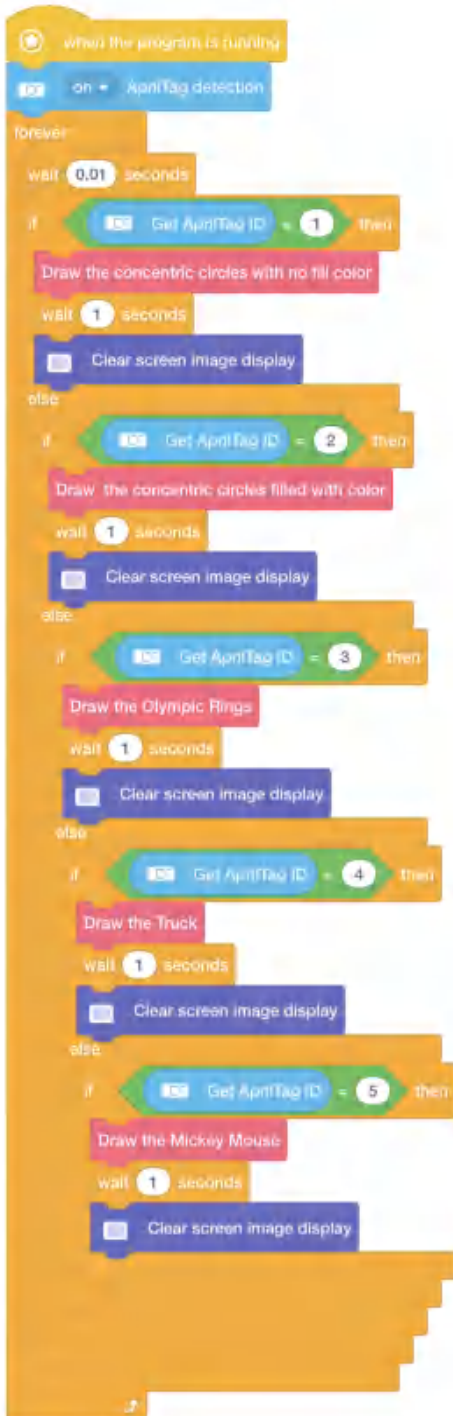 when the program is running
on AprilTag detection
forever
wait 0.01 seconds
if Get AprilTag ID = 1 then
Draw the concentric circles with no fill color
wait 1 seconds
Clear screen image display
else
if Get AprilTag ID = 2 then
Draw the concentric circles filled with color
wait 1 seconds
Clear screen image display
else
if Get AprilTag ID = 3 then
Draw the Olympic Rings
wait 1 seconds
Clear screen image display
else
if Get AprilTag ID = 4 then
Draw the Truck
wait 1 seconds
Clear screen image display
else
if Get AprilTag ID = 5 then
Draw the Mickey Mouse
wait 1 seconds
Clear screen image display